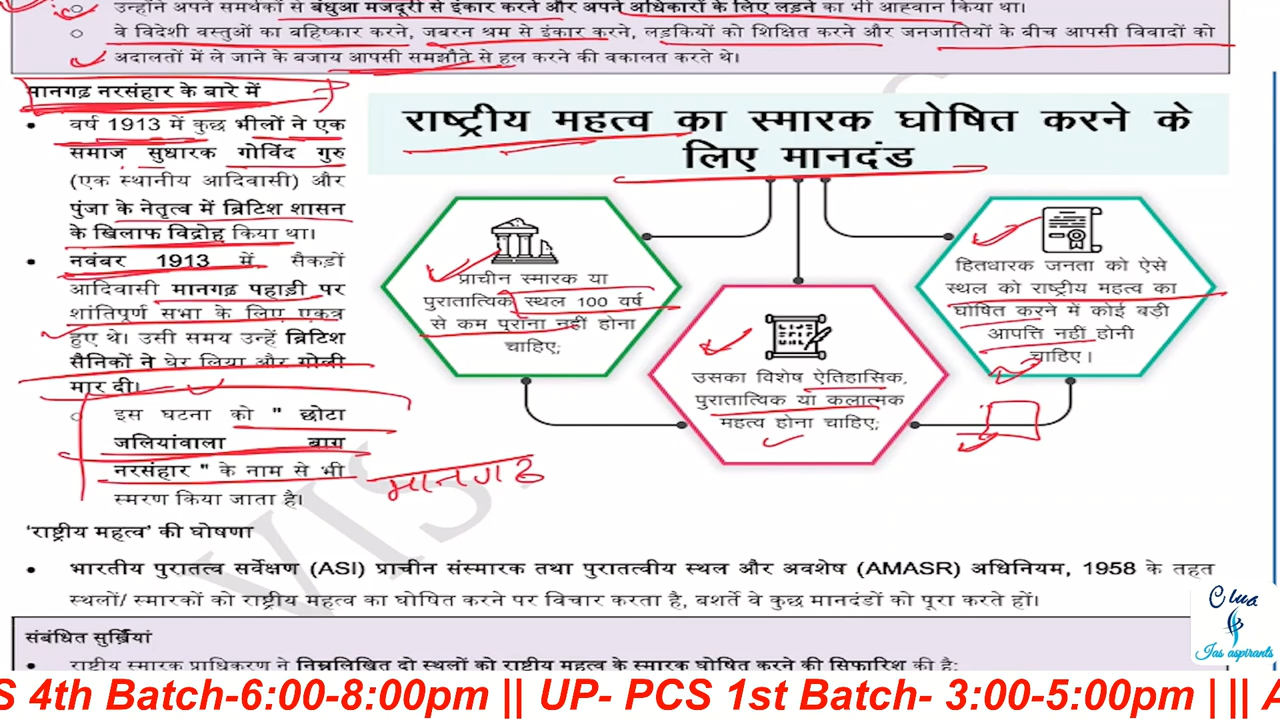 उन्होंने अपने समर्थकों से बंधुआ मजदूरी से इंकार करने और अपने अधिकारों के लिए लड़ने का भी आह्वान किया था।
वे विदेशी वस्तुओं का बहिष्कार करने, जबरन श्रम से इंकार करने, लड़कियों को शिक्षित करने और जनजातियों के बीच आपसी विवादों को
अदालतों में ले जाने के बजाय आपसी समझौते से हल करने की वकालत करते थे।
मानगढ़ नरसंहार के बारे में
• वर्ष 1913 में कुछ भीलों ने एक
समाज सुधारक गोविंद गुरु
(एक स्थानीय आदिवासी) और
पुंजा के नेतृत्व में ब्रिटिश शासन
के खिलाफ विद्रोह किया था।
• नवंबर 1913 में सैकड़ों
आदिवासी मानगढ़ पहाड़ी पर
शांतिपूर्ण सभा के लिए एकत्र
हुए थे। उसी समय उन्हें ब्रिटिश
सैनिकों ने घेर लिया और गोली
मार दी।
इस घटना को " छोटा
जलियांवाला बाग
नरसंहार " के नाम से भी
स्मरण किया जाता है।
राष्ट्रीय महत्व का स्मारक घोषित करने के
लिए मानदंड
प्राचीन स्मारक या
पुरातात्विक स्थल 100 वर्ष
से कम पुराना नहीं होना
चाहिए;
उसका विशेष ऐतिहासिक,
पुरातात्विक या कलात्मक
महत्व होना चाहिए;
हितधारक जनता को ऐसे
स्थल को राष्ट्रीय महत्व का
घोषित करने में कोई बड़ी
आपत्ति नहीं होनी
चाहिए।
मानगढ
VIS
'राष्ट्रीय महत्व' की घोषणा
• भारतीय पुरातत्व सर्वेक्षण (ASI) प्राचीन संस्मारक तथा पुरातत्वीय स्थल और अवशेष (AMASR) अधिनियम, 1958 के तहत
स्थलों/ स्मारकों को राष्ट्रीय महत्व का घोषित करने पर विचार करता है, बशर्ते वे कुछ मानदंडों को पूरा करते हों।
संबंधित सुर्ख़ियां
• राष्ट्रीय स्मारक प्राधिकरण ने निम्नलिखित दो स्थलों को राष्ट्रीय महत्व के स्मारक घोषित करने की सिफारिश की है:
Ias aspirants
S 4th Batch-6:00-8:00pm || UP- PCS 1st Batch- 3:00-5:00pm | || A